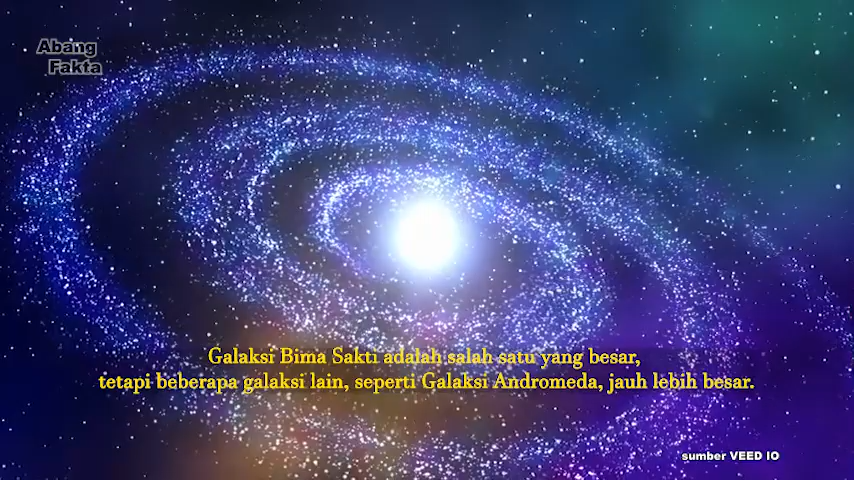 Abang
Fakta
Galaksi Bima Sakti adalah salah satu yang besar,
tetapi beberapa galaksi lain, seperti Galaksi Andromeda, jauh lebih besar.
sumber VEED IO